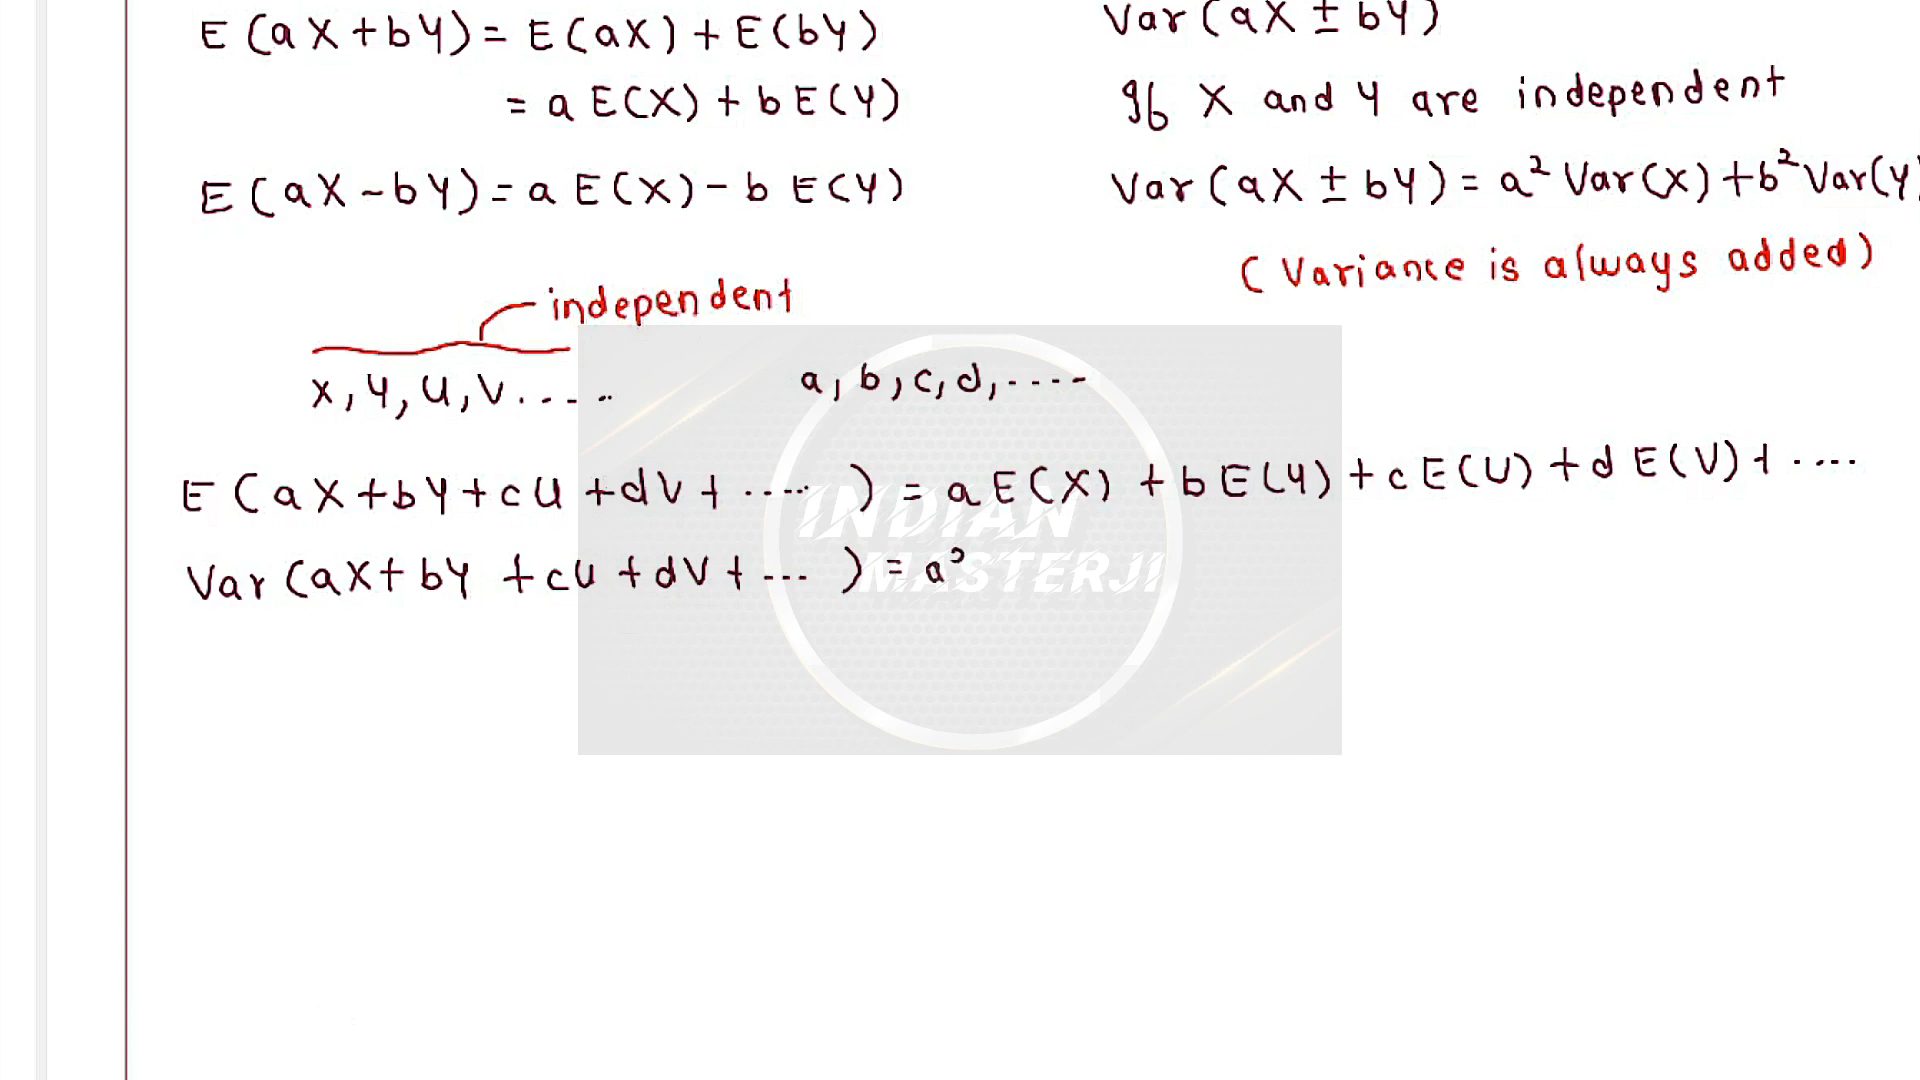 E(aX+bY) = E(aX) + E(bY)
= a E(X) + b E(Y)
E(aX-bY) = a E(X) - b E(Y)
Var(aX ± bY)
If X and Y are independent
Var(aX ± bY) = a² Var(X) + b² Var(Y)
(Variance is always added)
independent
X, Y, U, V.....
a, b, c, d, ....
E(aX+bY+cU+dV+.....) = a E(X) + b E(Y) + c E(U) + d E(V) + ....
Var(aX+bY+cU+dV+...) = a²
INDIAN
MASTERJI